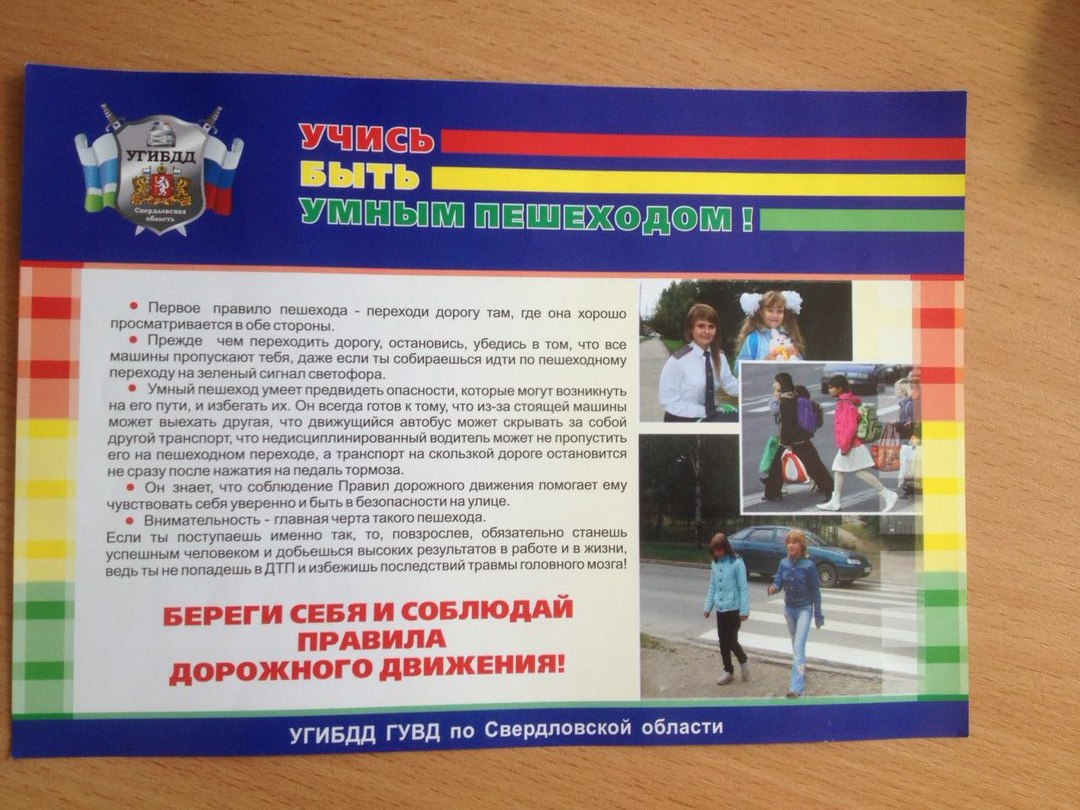 УГИБДД
Свердловская
область
УЧИСЬ
БЫТЬ
УМНЫМ ПЕШЕХОДОМ !
• Первое правило пешехода - переходи дорогу там, где она хорошо
просматривается в обе стороны.
• Прежде чем переходить дорогу, остановись, убедись в том, что все
машины пропускают тебя, даже если ты собираешься идти по пешеходному
переходу на зеленый сигнал светофора.
• Умный пешеход умеет предвидеть опасности, которые могут возникнуть
на его пути, и избегать их. Он всегда готов к тому, что из-за стоящей машины
может выехать другая, что движущийся автобус может скрывать за собой
другой транспорт, что недисциплинированный водитель может не пропустить
его на пешеходном переходе, а транспорт на скользкой дороге остановится
не сразу после нажатия на педаль тормоза.
• Он знает, что соблюдение Правил дорожного движения помогает ему
чувствовать себя уверенно и быть в безопасности на улице.
• Внимательность - главная черта такого пешехода.
Если ты поступаешь именно так, то, повзрослев, обязательно станешь
успешным человеком и добьешься высоких результатов в работе и в жизни,
ведь ты не попадешь в ДТП и избежишь последствий травмы головного мозга!
БЕРЕГИ СЕБЯ И СОБЛЮДАЙ
ПРАВИЛА
ДОРОЖНОГО ДВИЖЕНИЯ!
УГИБДД ГУВД по Свердловской области